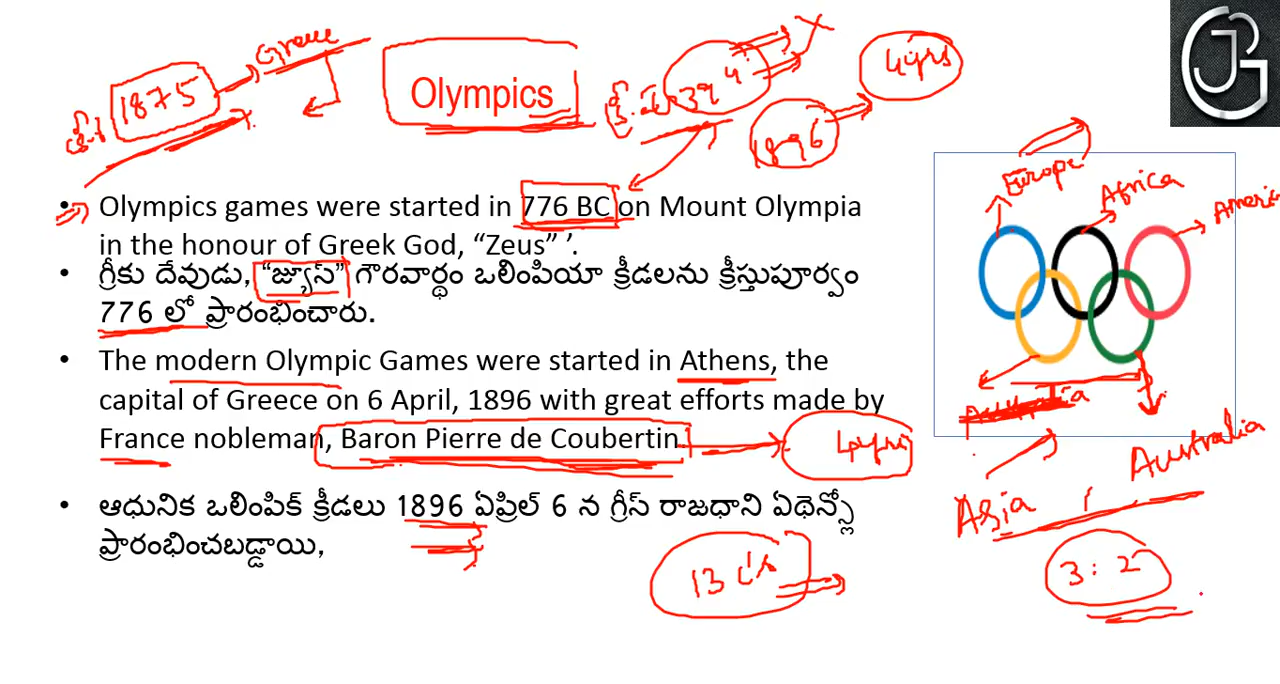 Greece
Olympics
క్రీ.శ 1875
క్రీ.శ 394
4yrs
1896
Olympics games were started in 776 BC on Mount Olympia
in the honour of Greek God, “Zeus” ’.
గ్రీకు దేవుడు, “జ్యూస్” గౌరవార్థం ఒలింపియా క్రీడలను క్రీస్తుపూర్వం
776 లో ప్రారంభించారు.
The modern Olympic Games were started in Athens, the
capital of Greece on 6 April, 1896 with great efforts made by
France nobleman, Baron Pierre de Coubertin.
4yrs
ఆధునిక ఒలింపిక్ క్రీడలు 1896 ఏప్రిల్ 6 న గ్రీస్ రాజధాని ఏథెన్స్లో
ప్రారంభించబడ్డాయి,
Europe
Africa
America
Australia
Asia
3:2